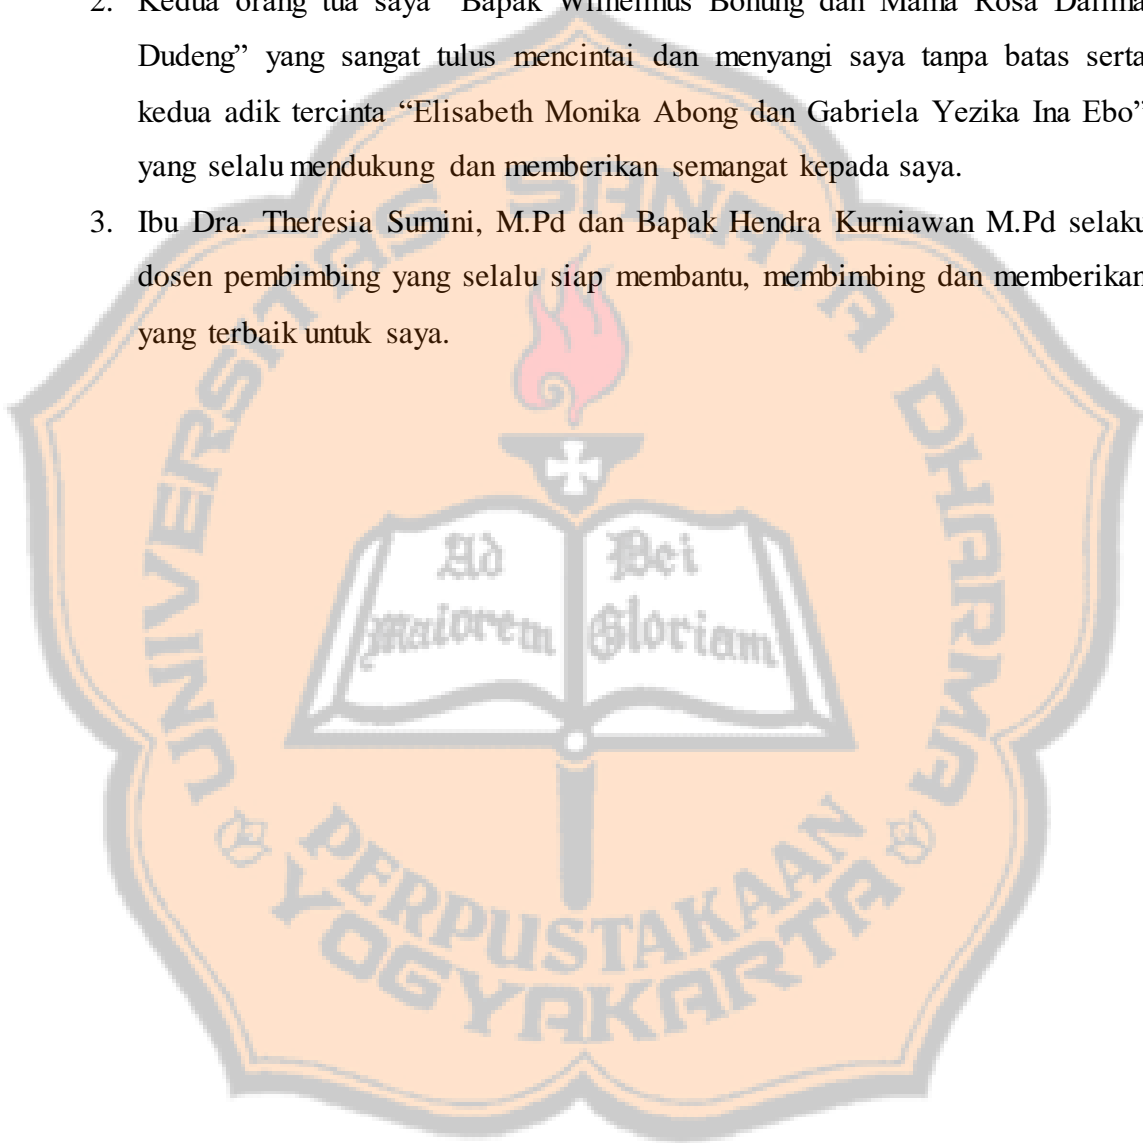 2. Kedua orang tua saya “Bapak Wilhelmus Bonung dan Mama Rosa Dalima
Dudeng” yang sangat tulus mencintai dan menyangi saya tanpa batas serta
kedua adik tercinta “Elisabeth Monika Abong dan Gabriela Yezika Ina Ebo”
yang selalu mendukung dan memberikan semangat kepada saya.
3. Ibu Dra. Theresia Sumini, M.Pd dan Bapak Hendra Kurniawan M.Pd selaku
dosen pembimbing yang selalu siap membantu, membimbing dan memberikan
yang terbaik untuk saya.
UNIVERSITAS SANATA DHARMA
Ad Dei
Maiorem Gloriam
PERPUSTAKAAN
YOGYAKARTA